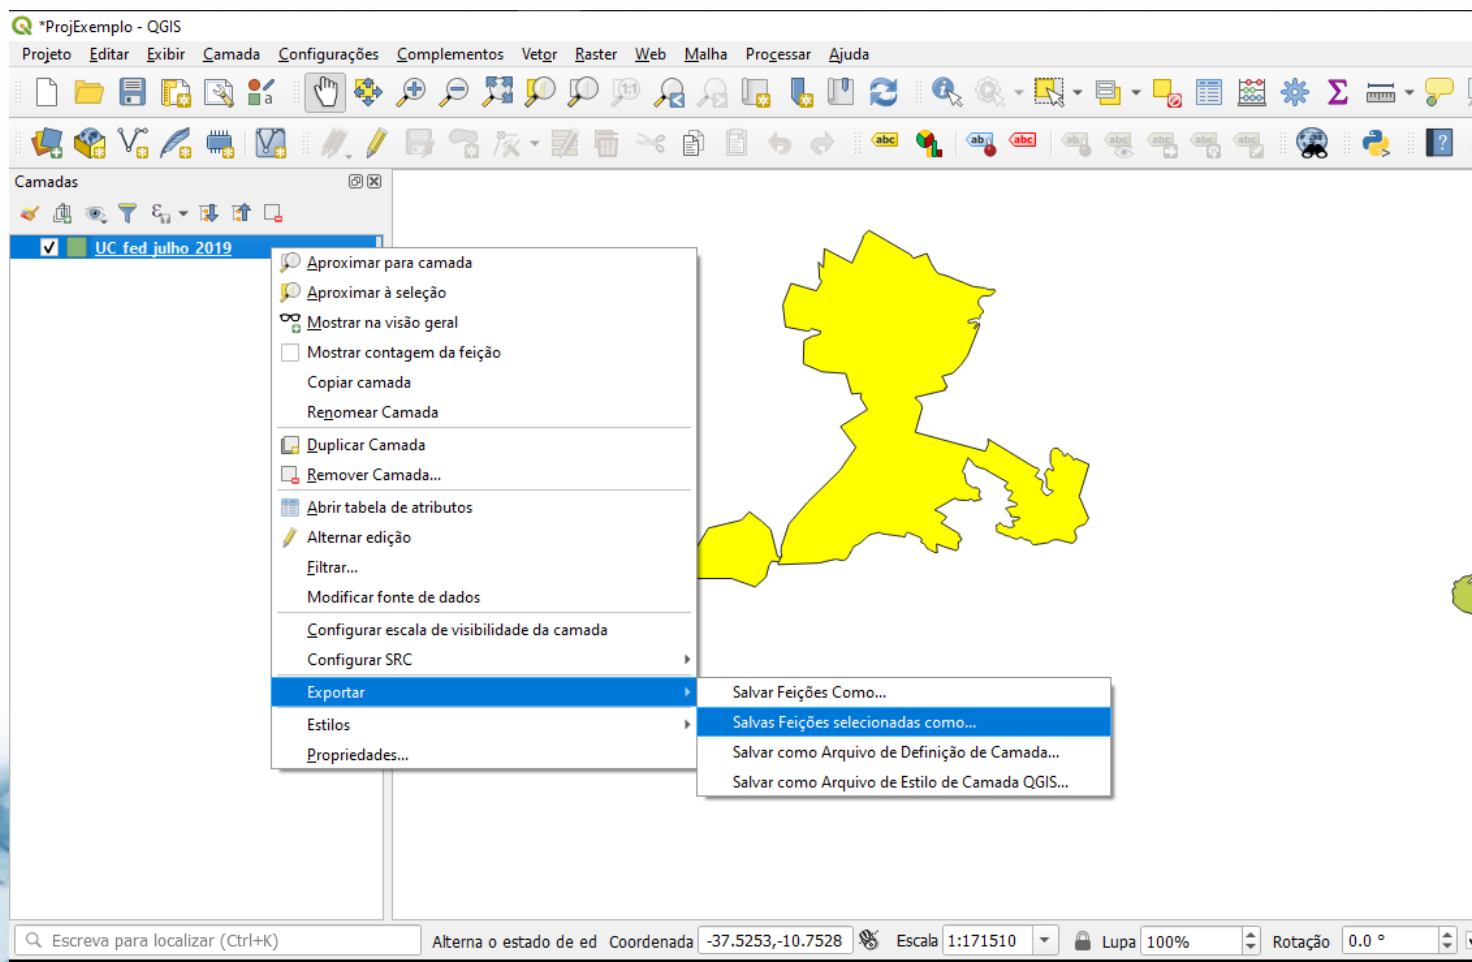 *ProjExemplo - QGIS
Projeto Editar Exibir Camada Configurações Complementos Vetor Raster Web Malha Processar Ajuda
Camadas
UC_fed_julho_2019
Aproximar para camada
Aproximar à seleção
Mostrar na visão geral
Mostrar contagem da feição
Copiar camada
Renomear Camada
Duplicar Camada
Remover Camada...
Abrir tabela de atributos
Alternar edição
Filtrar...
Modificar fonte de dados
Configurar escala de visibilidade da camada
Configurar SRC
Exportar
Estilos
Propriedades...
Salvar Feições Como...
Salvas Feições selecionadas como...
Salvar como Arquivo de Definição de Camada...
Salvar como Arquivo de Estilo de Camada QGIS...
Escreva para localizar (Ctrl+K) Alterna o estado de ed Coordenada -37.5253,-10.7528 Escala 1:171510 Lupa 100% Rotação 0.0 °